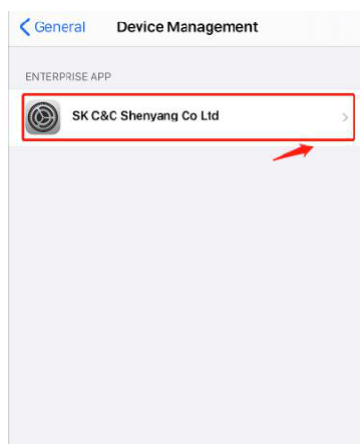 General Device Management
ENTERPRISE APP
SK C&C Shenyang Co Ltd